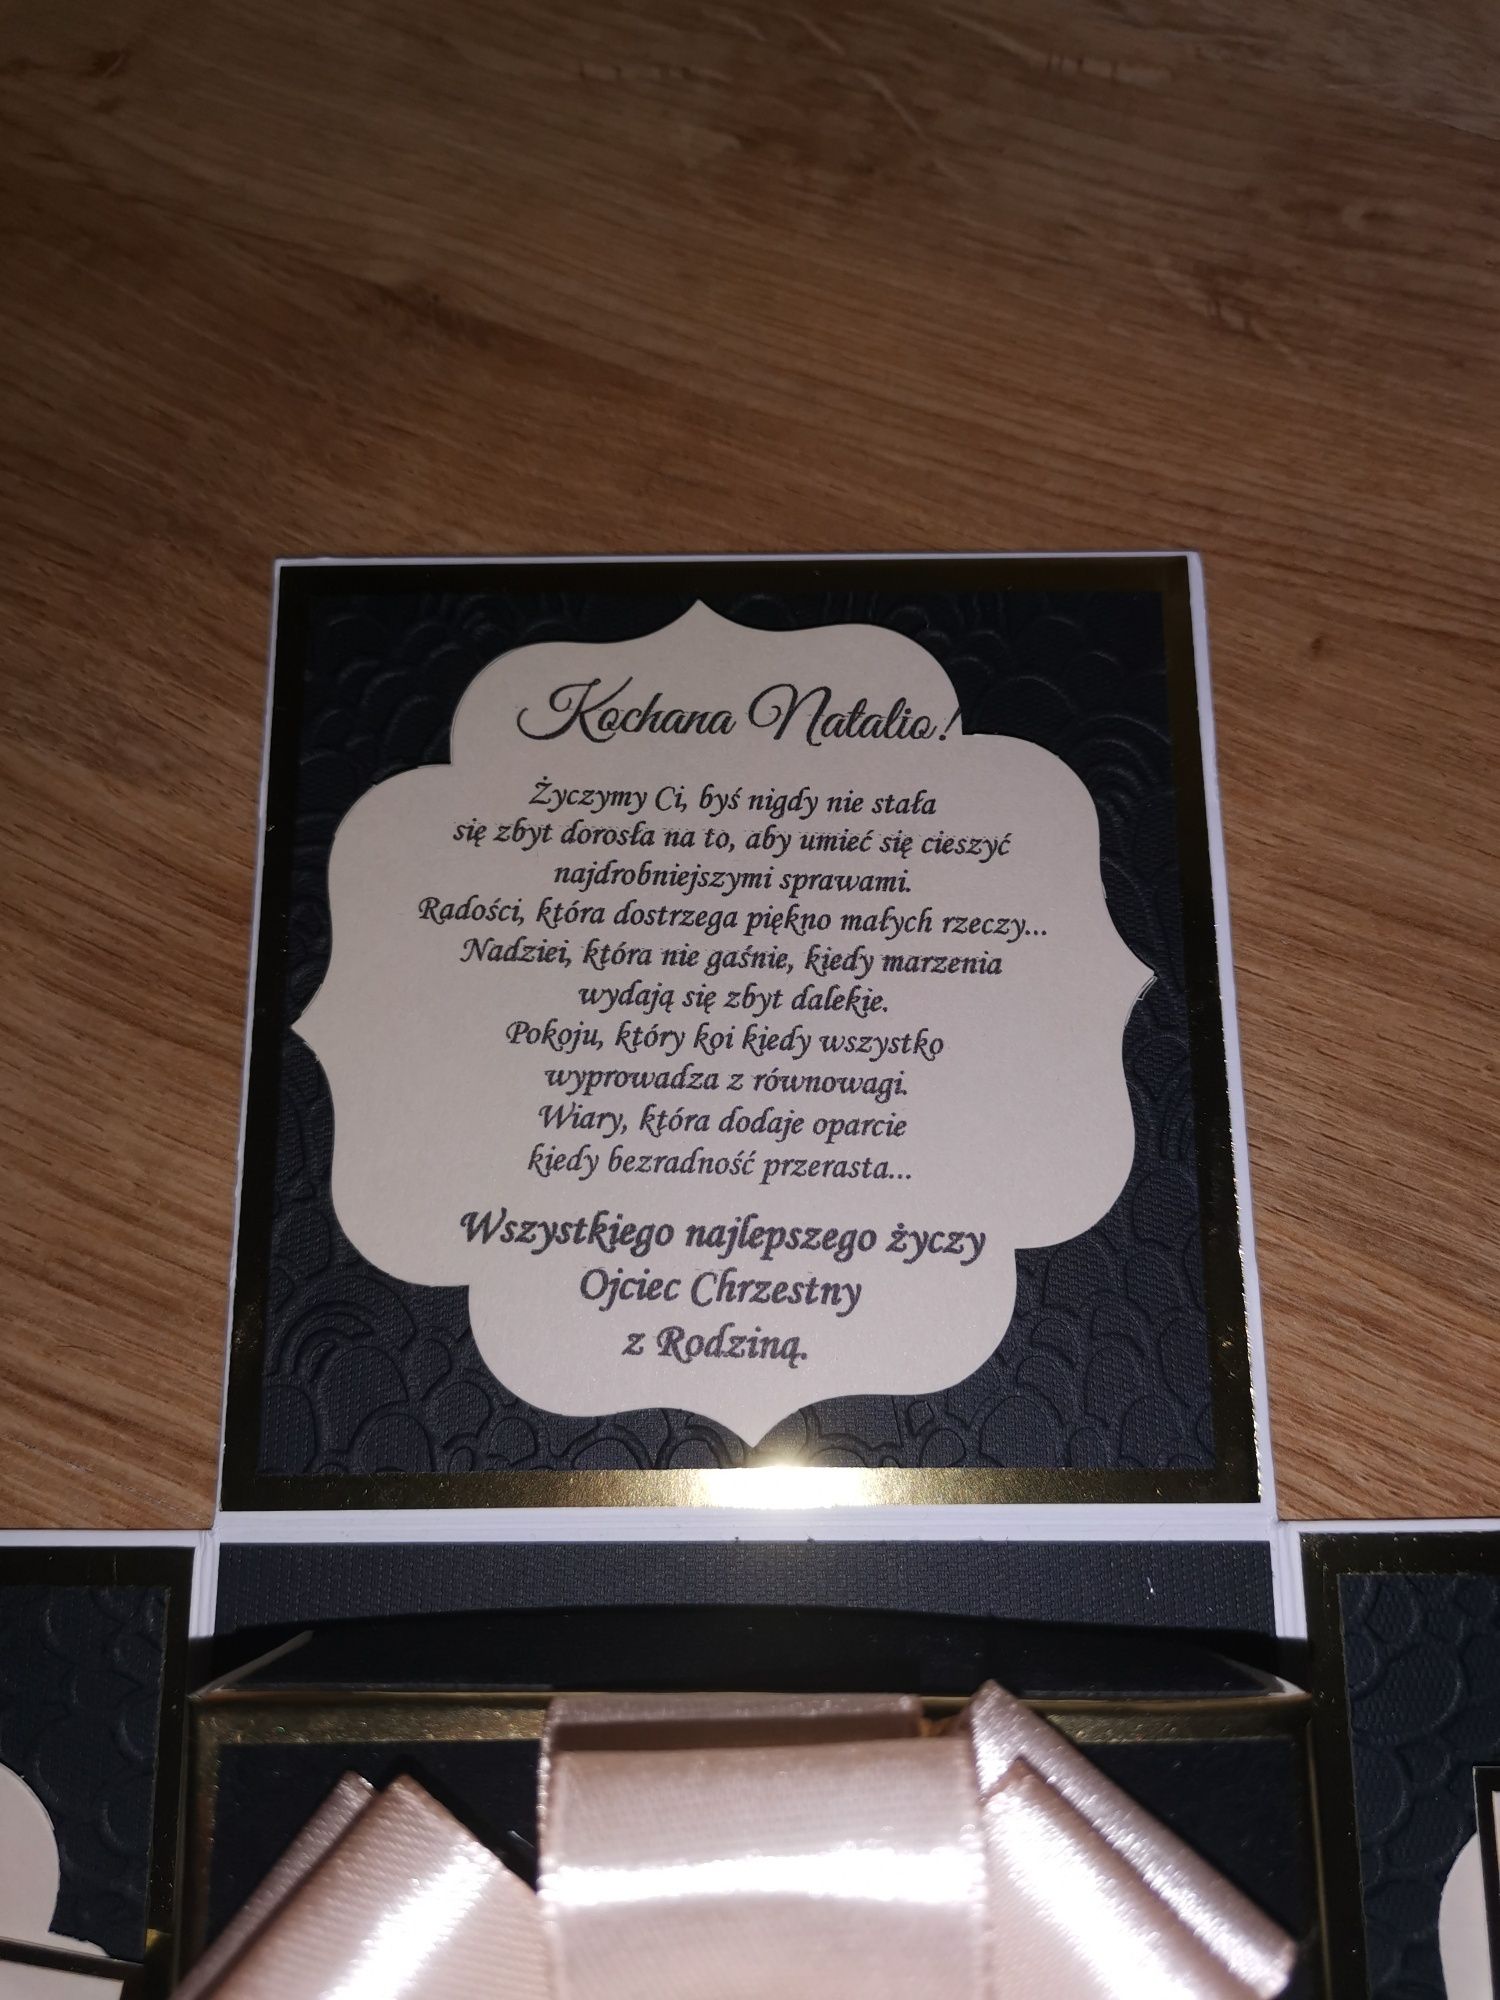 Kochana Natalio!
Życzymy Ci, byś nigdy nie stała
się zbyt dorosła na to, aby umieć się cieszyć
najdrobniejszymi sprawami.
Radości, która dostrzega piękno małych rzeczy...
Nadziei, która nie gaśnie, kiedy marzenia
wydają się zbyt dalekie.
Pokoju, który koi kiedy wszystko
wyprowadza z równowagi.
Wiary, która dodaje oparcie
kiedy bezradność przerasta...
Wszystkiego najlepszego życzy
Ojciec Chrzestny
z Rodziną.